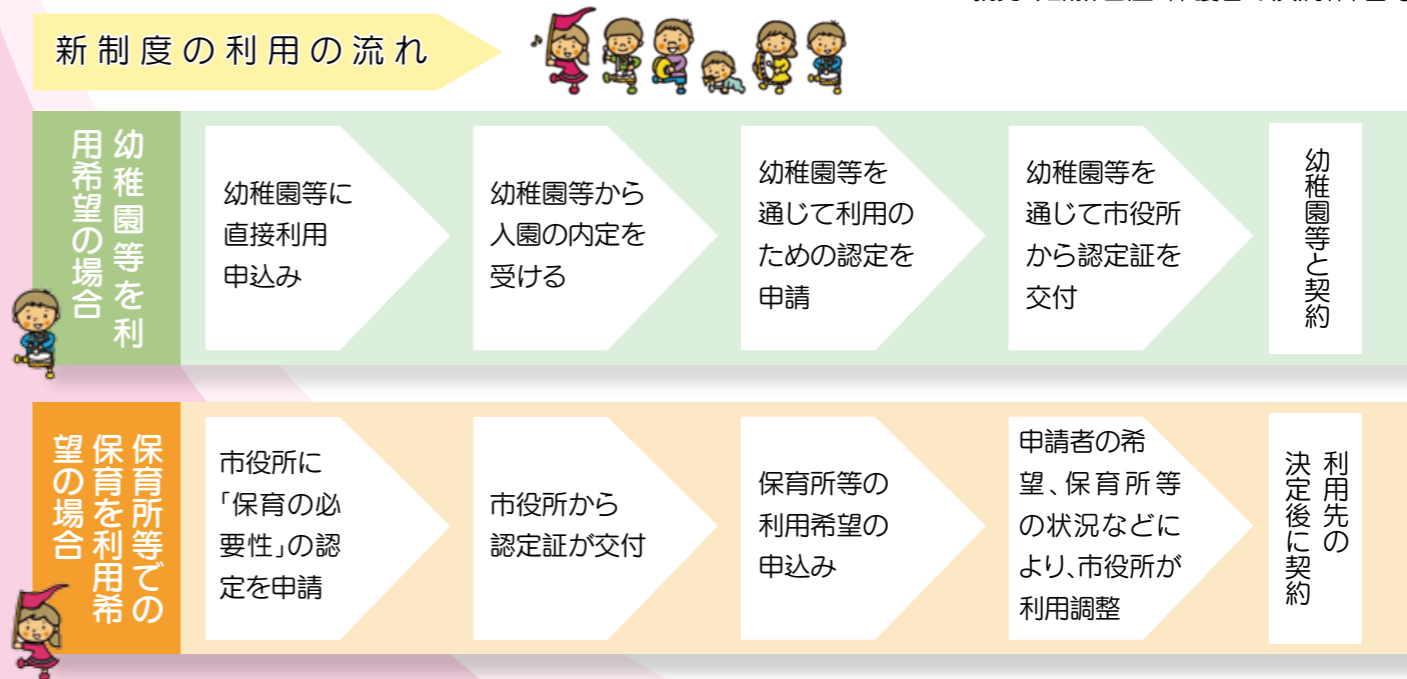 新制度の利用の流れ
幼稚園等を利
用希望の場合
幼稚園等に
直接利用
申込み
幼稚園等から
入園の内定を
受ける
幼稚園等を
通じて利用の
ための認定を
申請
幼稚園等を
通じて市役所
から認定証を
交付
幼稚園等と契約
保育所等での
保育を利用希
望の場合
市役所に
「保育の必
要性」の認
定を申請
市役所から
認定証が交付
保育所等の
利用希望の
申込み
申請者の希
望、保育所等
の状況などに
より、市役所が
利用調整
利用先の
決定後に契約